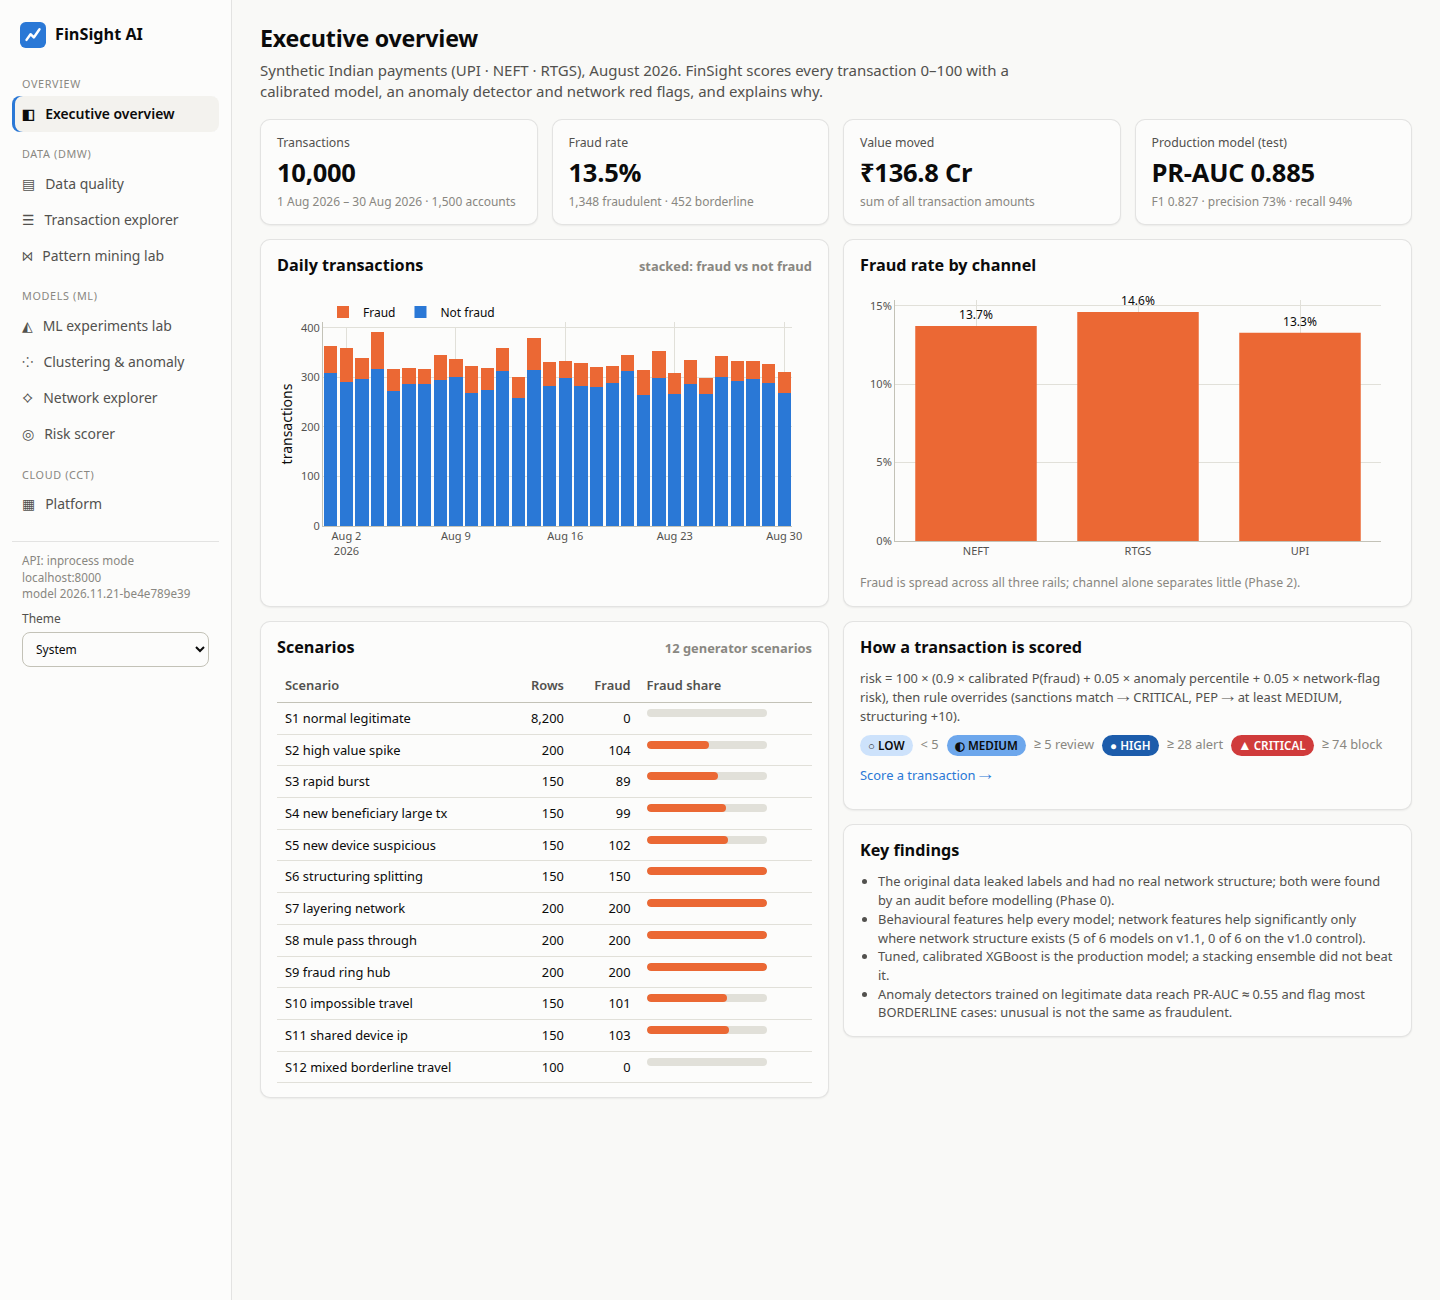 FinSight AI
OVERVIEW
Executive overview
DATA (DMW)
Data quality
Transaction explorer
Pattern mining lab
MODELS (ML)
ML experiments lab
Clustering & anomaly
Network explorer
Risk scorer
CLOUD (CCT)
Platform
API: inprocess mode
localhost:8000
model 2026.11.21-be4e789e39
Theme
System
Executive overview
Synthetic Indian payments (UPI · NEFT · RTGS), August 2026. FinSight scores every transaction 0–100 with a
calibrated model, an anomaly detector and network red flags, and explains why.
Transactions
10,000
1 Aug 2026 – 30 Aug 2026 · 1,500 accounts
Fraud rate
13.5%
1,348 fraudulent · 452 borderline
Value moved
₹136.8 Cr
sum of all transaction amounts
Production model (test)
PR-AUC 0.885
F1 0.827 · precision 73% · recall 94%
Daily transactions
stacked: fraud vs not fraud
Fraud Not fraud
transactions
400
300
200
100
0
Aug 2 Aug 9 Aug 16 Aug 23 Aug 30
2026
Fraud rate by channel
15%
10%
5%
0%
13.7% 14.6% 13.3%
NEFT RTGS UPI
Fraud is spread across all three rails; channel alone separates little (Phase 2).
Scenarios
12 generator scenarios
Scenario Rows Fraud Fraud share
S1 normal legitimate 8,200 0
S2 high value spike 200 104
S3 rapid burst 150 89
S4 new beneficiary large tx 150 99
S5 new device suspicious 150 102
S6 structuring splitting 150 150
S7 layering network 200 200
S8 mule pass through 200 200
S9 fraud ring hub 200 200
S10 impossible travel 150 101
S11 shared device ip 150 103
S12 mixed borderline travel 100 0
How a transaction is scored
risk = 100 × (0.9 × calibrated P(fraud) + 0.05 × anomaly percentile + 0.05 × network-flag
risk), then rule overrides (sanctions match → CRITICAL, PEP → at least MEDIUM,
structuring +10).
○ LOW < 5 ◐ MEDIUM ≥ 5 review ● HIGH ≥ 28 alert ▲ CRITICAL ≥ 74 block
Score a transaction →
Key findings
• The original data leaked labels and had no real network structure; both were found
by an audit before modelling (Phase 0).
• Behavioural features help every model; network features help significantly only
where network structure exists (5 of 6 models on v1.1, 0 of 6 on the v1.0 control).
• Tuned, calibrated XGBoost is the production model; a stacking ensemble did not beat
it.
• Anomaly detectors trained on legitimate data reach PR-AUC ≈ 0.55 and flag most
BORDERLINE cases: unusual is not the same as fraudulent.